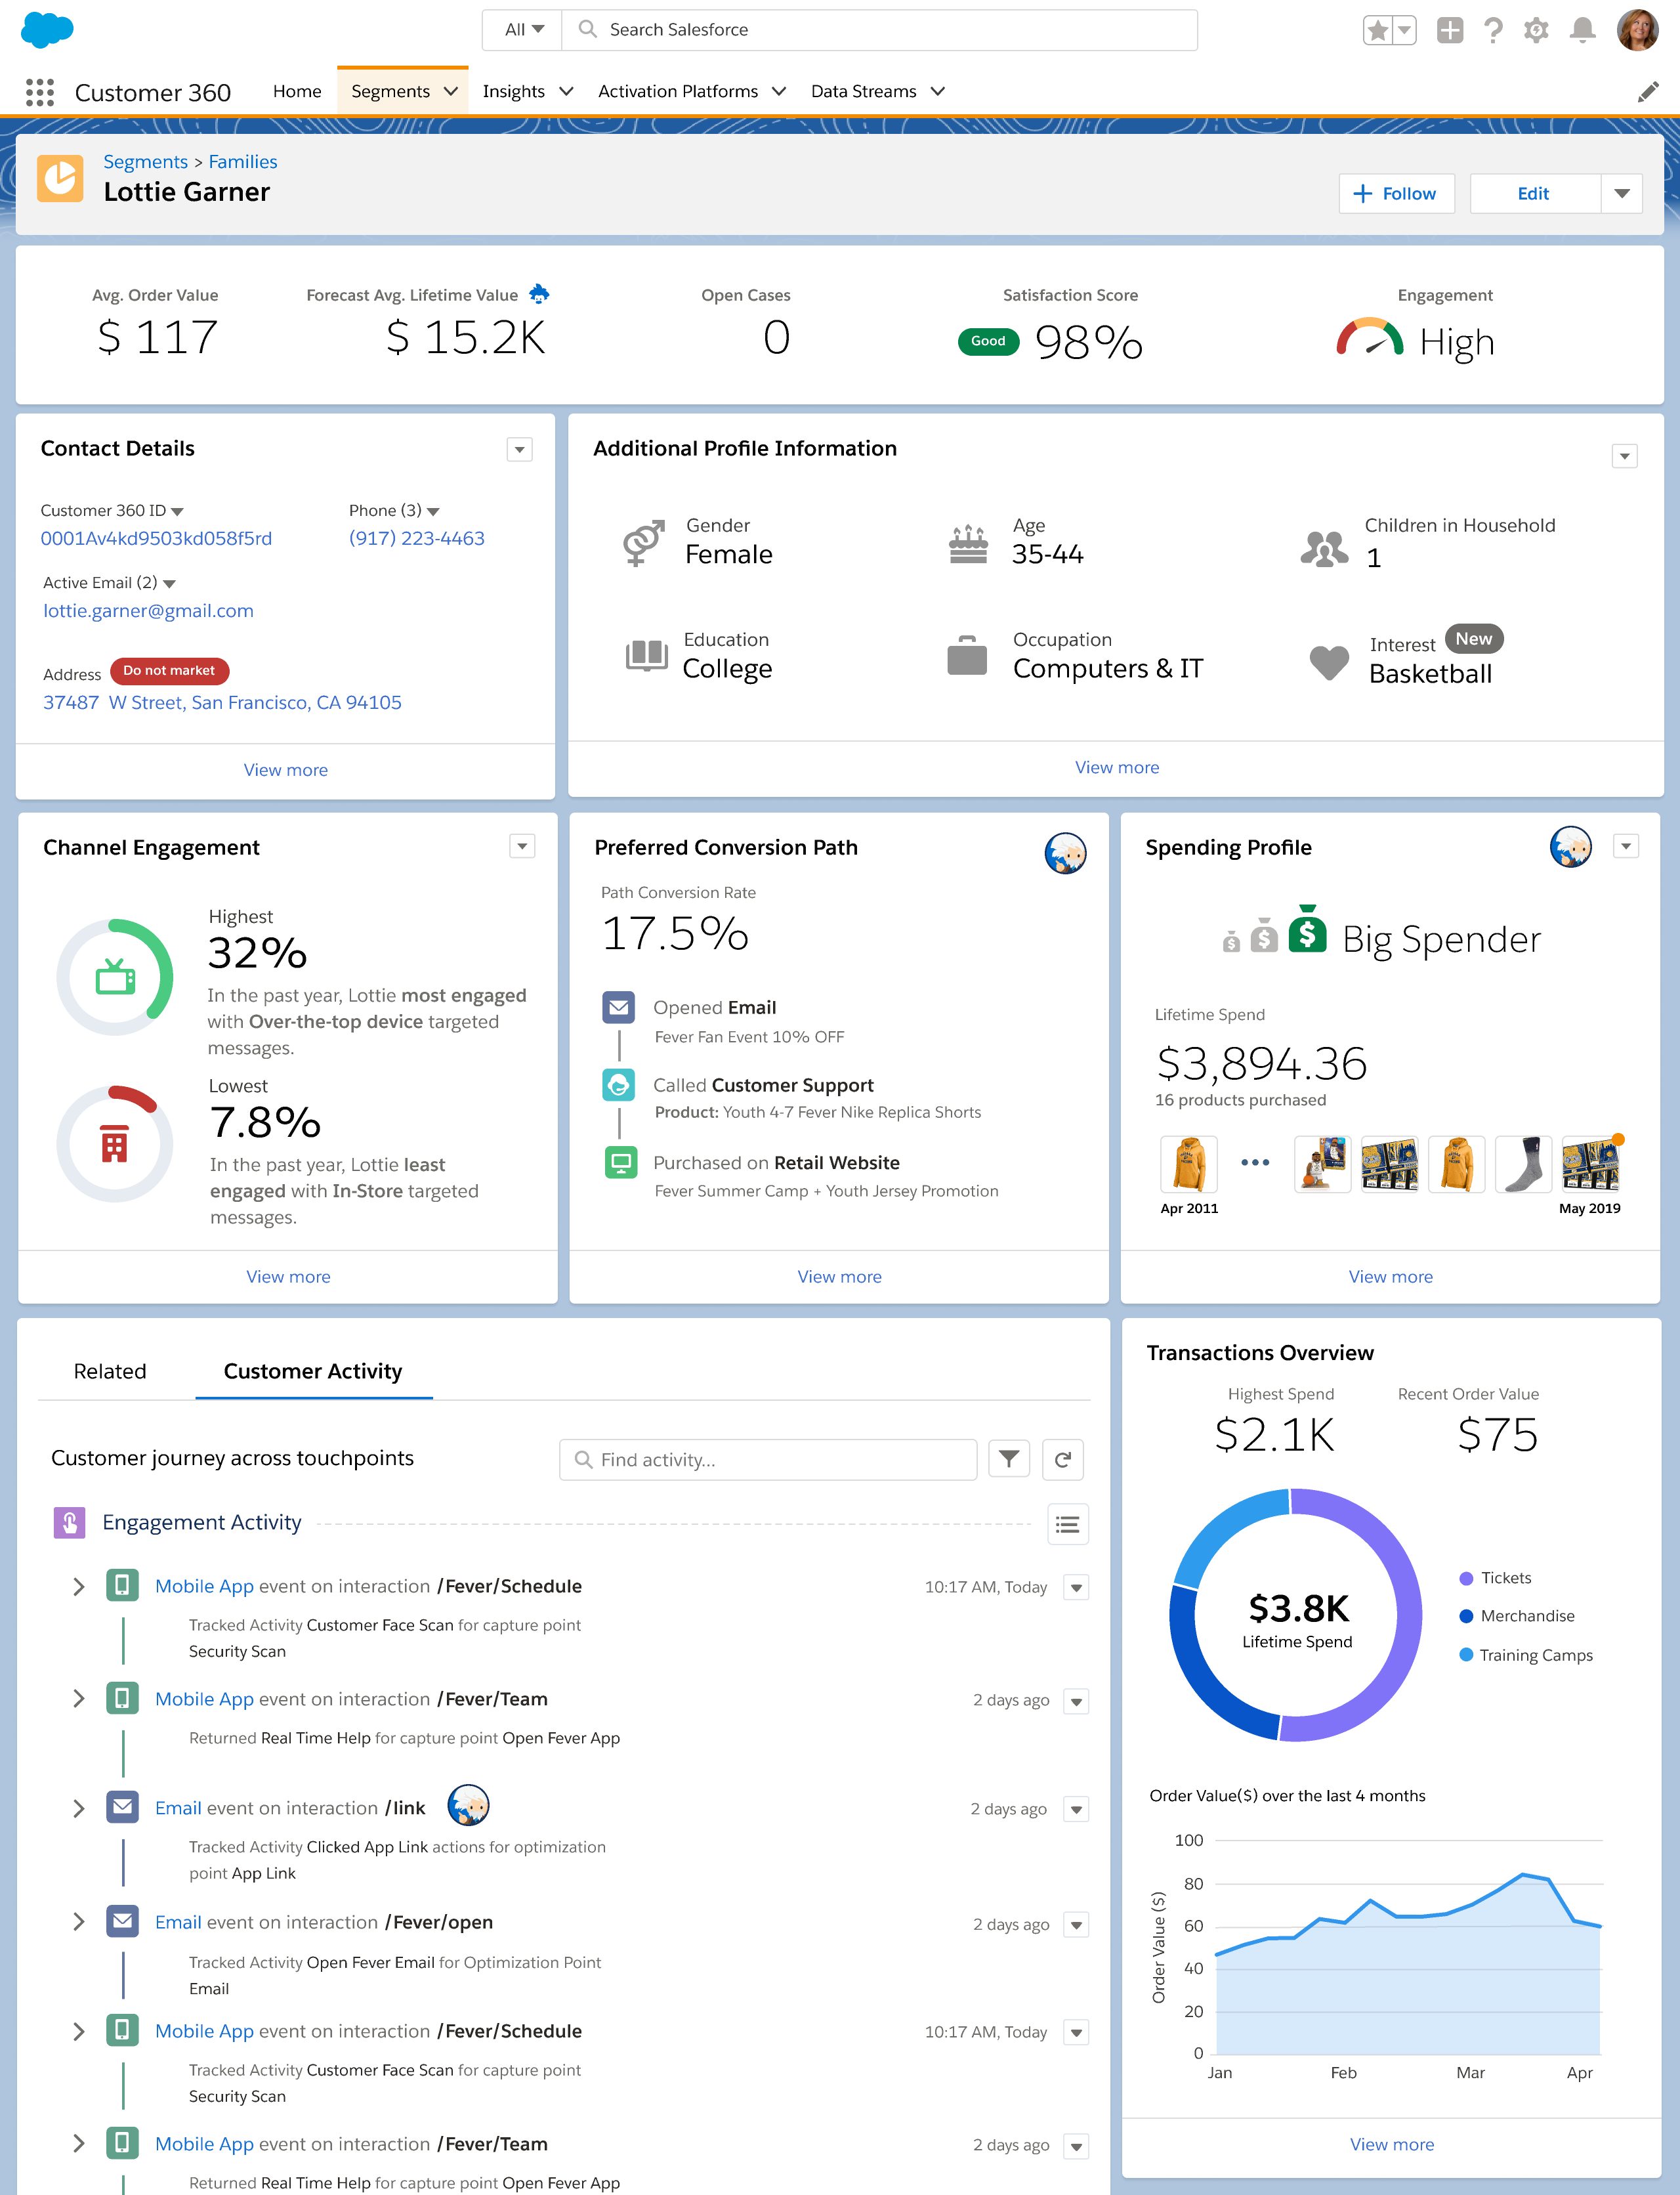 All
Search Salesforce
Customer 360
Home
Segments
Insights
Activation Platforms
Data Streams
Segments > Families
Lottie Garner
Follow
Edit
Avg. Order Value
$ 117
Forecast Avg. Lifetime Value
$ 15.2K
Open Cases
0
Satisfaction Score
Good 98%
Engagement
High
Contact Details
Customer 360 ID
0001Av4kd9503kd058f5rd
Phone (3)
(917) 223-4463
Active Email (2)
lottie.garner@gmail.com
Address Do not market
37487 W Street, San Francisco, CA 94105
View more
Additional Profile Information
Gender
Female
Age
35-44
Children in Household
1
Education
College
Occupation
Computers & IT
Interest New
Basketball
View more
Channel Engagement
Highest
32%
In the past year, Lottie most engaged
with Over-the-top device targeted
messages.
Lowest
7.8%
In the past year, Lottie least
engaged with In-Store targeted
messages.
View more
Preferred Conversion Path
Path Conversion Rate
17.5%
Opened Email
Fever Fan Event 10% OFF
Called Customer Support
Product: Youth 4-7 Fever Nike Replica Shorts
Purchased on Retail Website
Fever Summer Camp + Youth Jersey Promotion
View more
Spending Profile
Big Spender
Lifetime Spend
$3,894.36
16 products purchased
Apr 2011
May 2019
View more
Related
Customer Activity
Customer journey across touchpoints
Find activity...
Engagement Activity
Mobile App event on interaction /Fever/Schedule
10:17 AM, Today
Tracked Activity Customer Face Scan for capture point
Security Scan
Mobile App event on interaction /Fever/Team
2 days ago
Returned Real Time Help for capture point Open Fever App
Email event on interaction /link
2 days ago
Tracked Activity Clicked App Link actions for optimization
point App Link
Email event on interaction /Fever/open
2 days ago
Tracked Activity Open Fever Email for Optimization Point
Email
Mobile App event on interaction /Fever/Schedule
10:17 AM, Today
Tracked Activity Customer Face Scan for capture point
Security Scan
Mobile App event on interaction /Fever/Team
2 days ago
Returned Real Time Help for capture point Open Fever App
Transactions Overview
Highest Spend
$2.1K
Recent Order Value
$75
$3.8K
Lifetime Spend
Tickets
Merchandise
Training Camps
Order Value($) over the last 4 months
Order Value ($)
100
80
60
40
20
0
Jan
Feb
Mar
Apr
View more